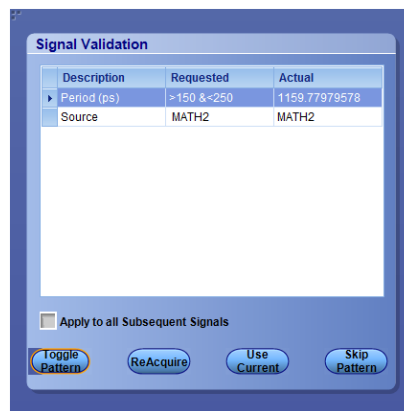 Signal Validation
Description Requested Actual
Period (ps) >150 &<250 1159.77979578
Source MATH2 MATH2
Apply to all Subsequent Signals
Toggle Pattern ReAcquire Use Current Skip Pattern